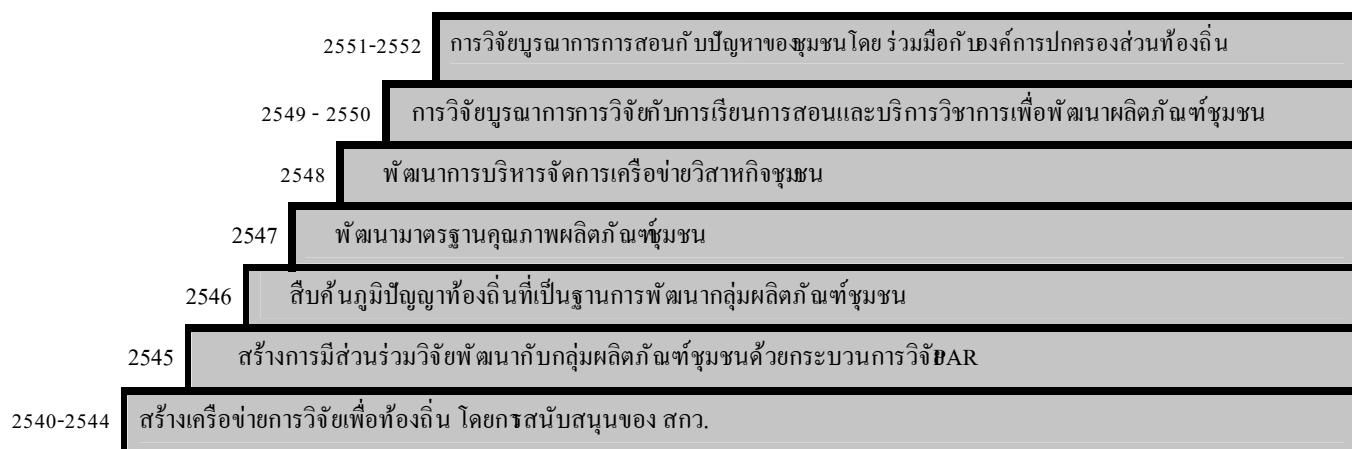 2551-2552 การวิจัยบูรณาการการสอนกับปัญหาของชุมชนโดย ร่วมมือกับองค์การปกครองส่วนท้องถิ่น
2549 - 2550 การวิจัยบูรณาการการวิจัยกับการเรียนการสอนและบริการวิชาการเพื่อพัฒนาผลิตภัณฑ์ชุมชน
2548 พัฒนาการบริหารจัดการเครือข่ายวิสาหกิจชุมชน
2547 พัฒนามาตรฐานคุณภาพผลิตภัณฑ์ชุมชน
2546 สืบค้นภูมิปัญญาท้องถิ่นที่เป็นฐานการพัฒนากลุ่มผลิตภัณฑ์ชุมชน
2545 สร้างการมีส่วนร่วมวิจัยพัฒนากับกลุ่มผลิตภัณฑ์ชุมชนด้วยกระบวนการวิจัย PAR
2540-2544 สร้างเครือข่ายการวิจัยเพื่อท้องถิ่น โดยการสนับสนุนของ สกว.